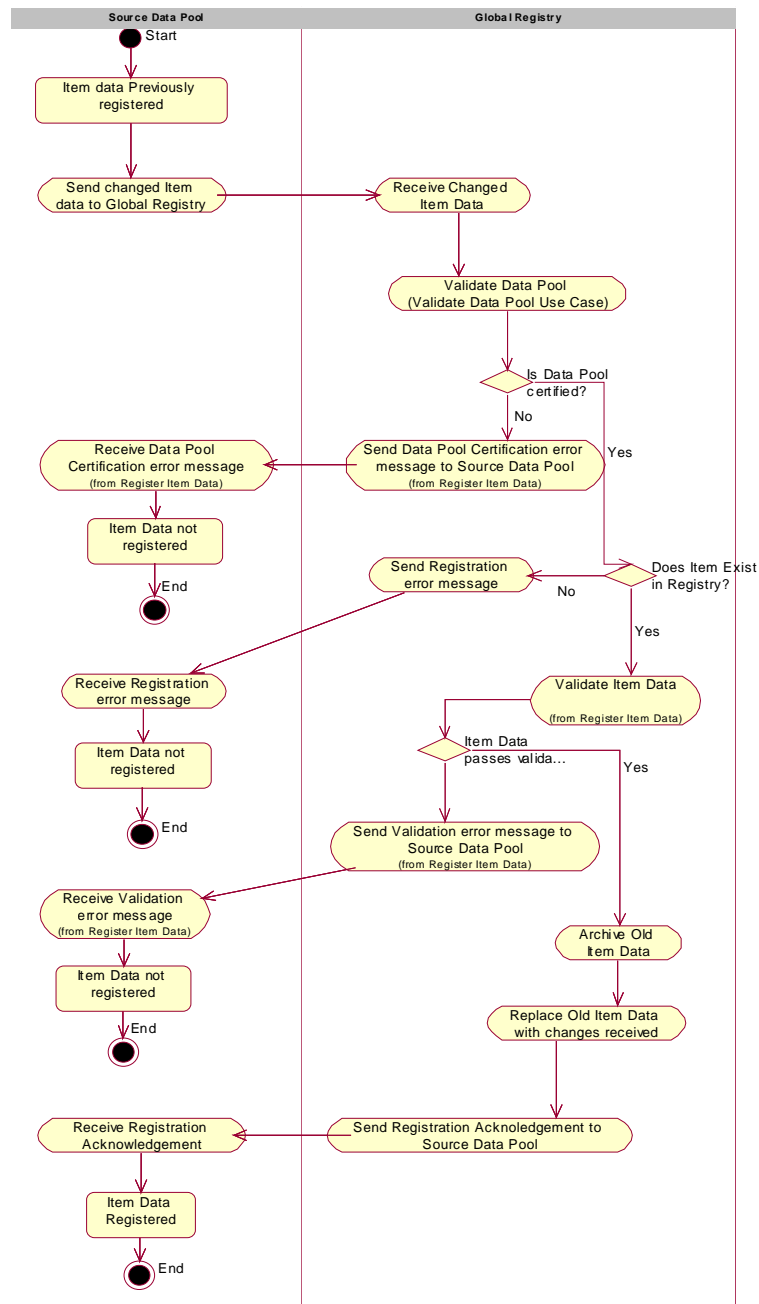 Source Data Pool
Global Registry
Start
Item data Previously
registered
Send changed Item
data to Global Registry
Receive Changed
Item Data
Validate Data Pool
(Validate Data Pool Use Case)
Is Data Pool
certified?
No
Yes
Receive Data Pool
Certification error message
(from Register Item Data)
Send Data Pool Certification error
message to Source Data Pool
(from Register Item Data)
Item Data not
registered
End
Send Registration
error message
Does Item Exist
in Registry?
No
Yes
Receive Registration
error message
Validate Item Data
(from Register Item Data)
Item Data not
registered
Item Data
passes valida...
Yes
End
Send Validation error message to
Source Data Pool
(from Register Item Data)
Receive Validation
error message
(from Register Item Data)
Archive Old
Item Data
Item Data not
registered
Replace Old Item Data
with changes received
End
Receive Registration
Acknowledgement
Send Registration Acknoledgement to
Source Data Pool
Item Data
Registered
End